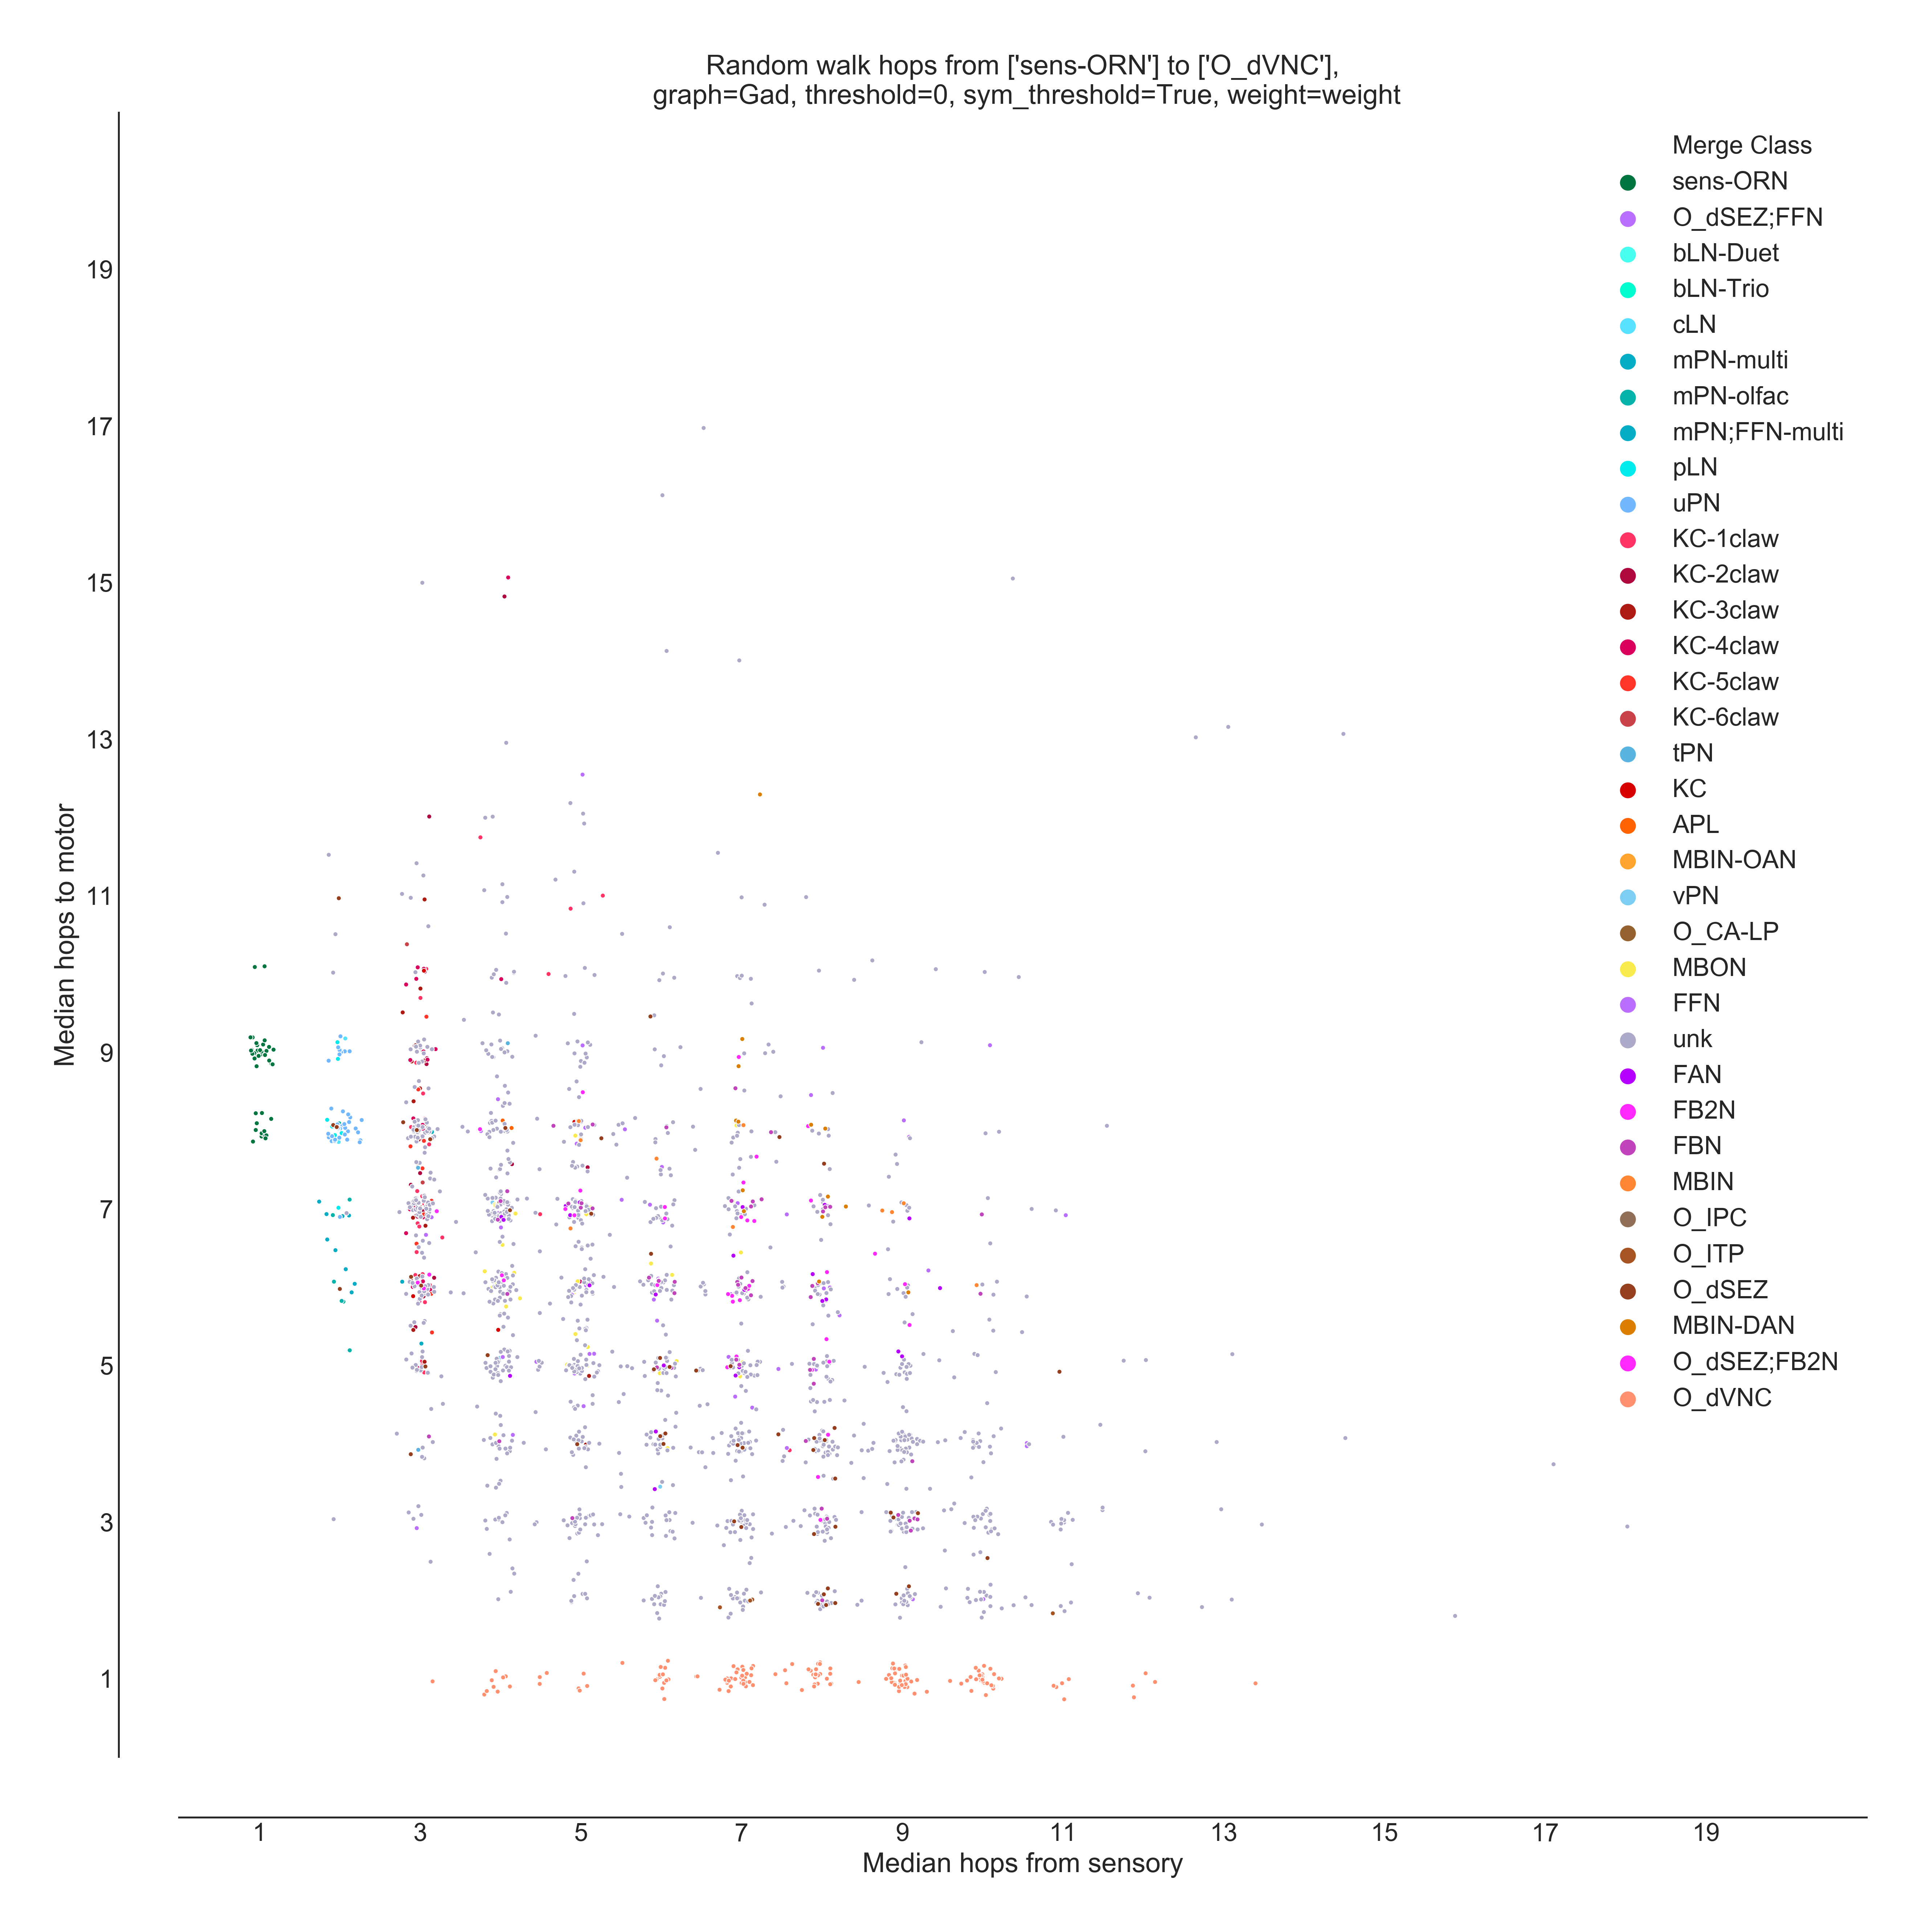 Random walk hops from ['sens-ORN'] to ['O_dVNC'],
graph=Gad, threshold=0, sym_threshold=True, weight=weight
Merge Class
sens-ORN
O_dSEZ;FFN
bLN-Duet
bLN-Trio
cLN
mPN-multi
mPN-olfac
mPN;FFN-multi
pLN
uPN
KC-1claw
KC-2claw
KC-3claw
KC-4claw
KC-5claw
KC-6claw
tPN
KC
APL
MBIN-OAN
vPN
O_CA-LP
MBON
FFN
unk
FAN
FB2N
FBN
MBIN
O_IPC
O_ITP
O_dSEZ
MBIN-DAN
O_dSEZ;FB2N
O_dVNC
Median hops to motor
19
17
15
13
11
9
7
5
3
1
1 3 5 7 9 11 13 15 17 19
Median hops from sensory